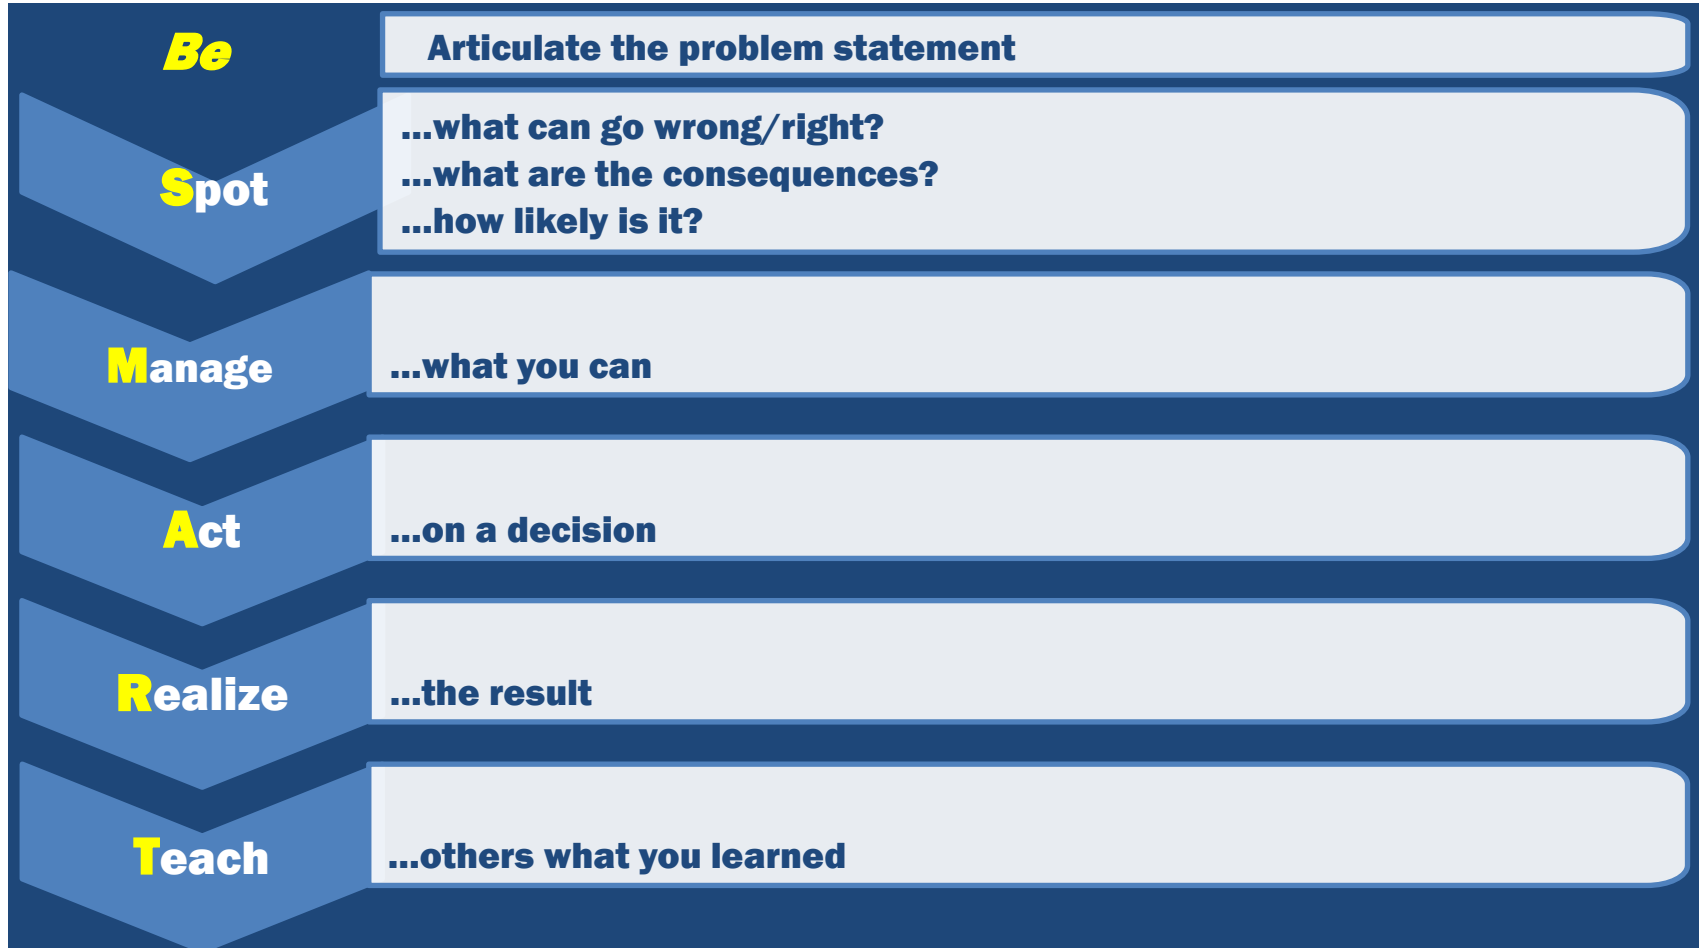 Be
Articulate the problem statement
Spot
...what can go wrong/right?
...what are the consequences?
...how likely is it?
Manage
...what you can
Act
...on a decision
Realize
...the result
Teach
...others what you learned